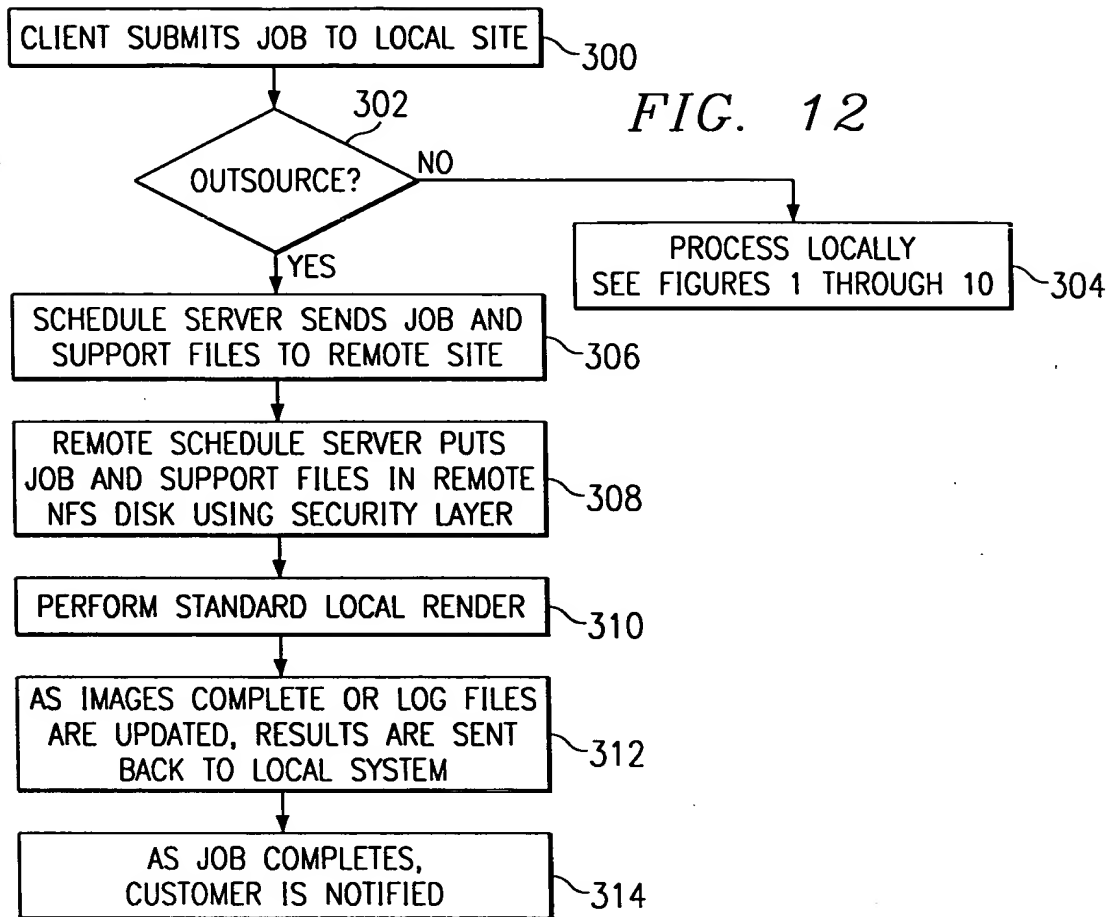 CLIENT SUBMITS JOB TO LOCAL SITE
300
FIG. 12
302
OUTSOURCE?
NO
YES
PROCESS LOCALLY
SEE FIGURES 1 THROUGH 10
304
SCHEDULE SERVER SENDS JOB AND
SUPPORT FILES TO REMOTE SITE
306
REMOTE SCHEDULE SERVER PUTS
JOB AND SUPPORT FILES IN REMOTE
NFS DISK USING SECURITY LAYER
308
PERFORM STANDARD LOCAL RENDER
310
AS IMAGES COMPLETE OR LOG FILES
ARE UPDATED, RESULTS ARE SENT
BACK TO LOCAL SYSTEM
312
AS JOB COMPLETES,
CUSTOMER IS NOTIFIED
314